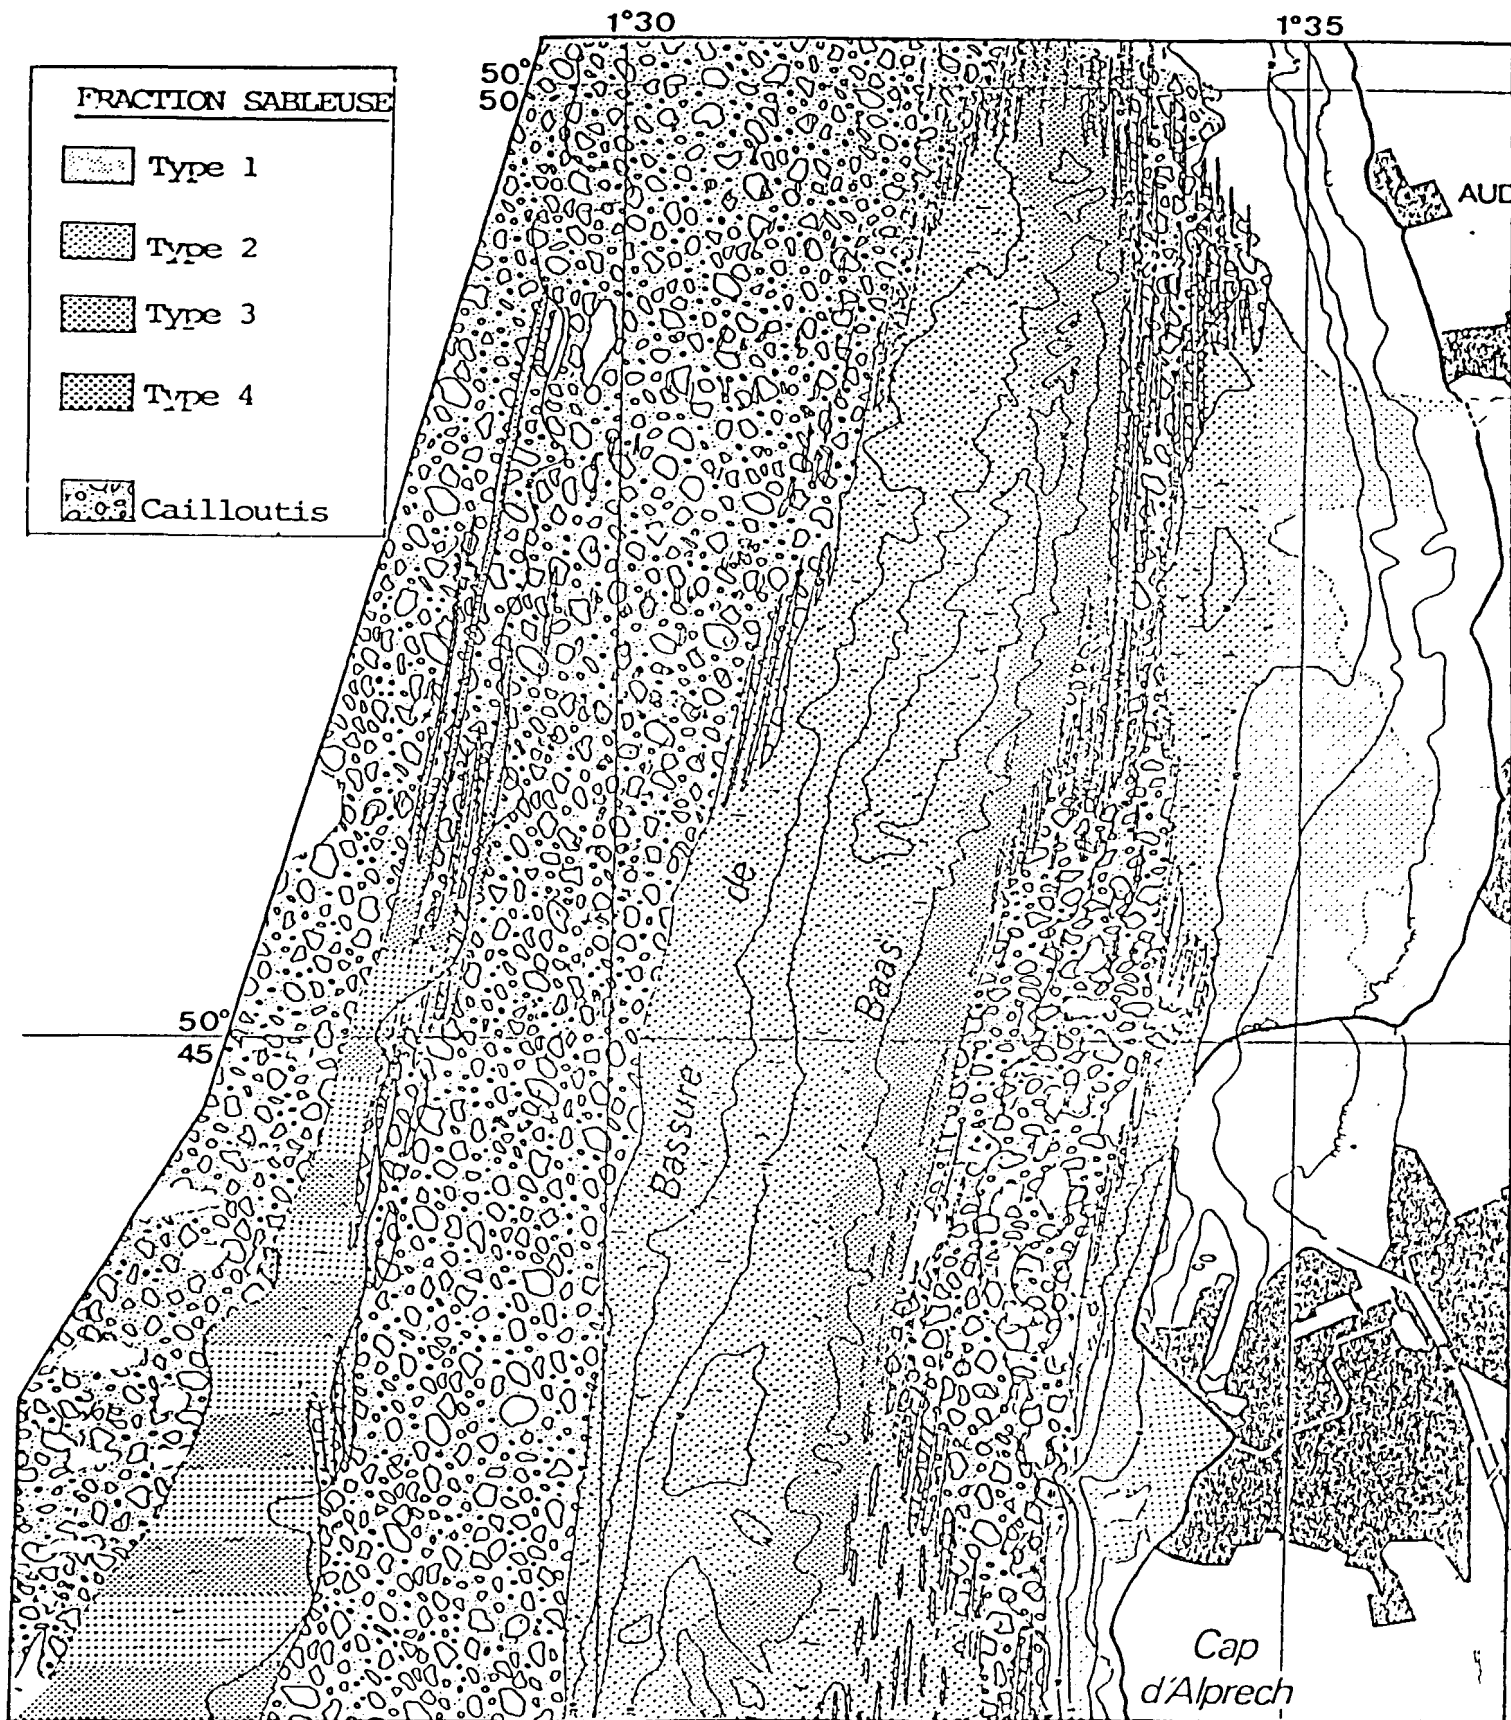 1°30
1°35
50°
50
FRACTION SABLEUSE
Type 1
Type 2
Type 3
Type 4
Cailloutis
AUD
de
Baas
50°
45
Bassure
Cap
d'Alprech